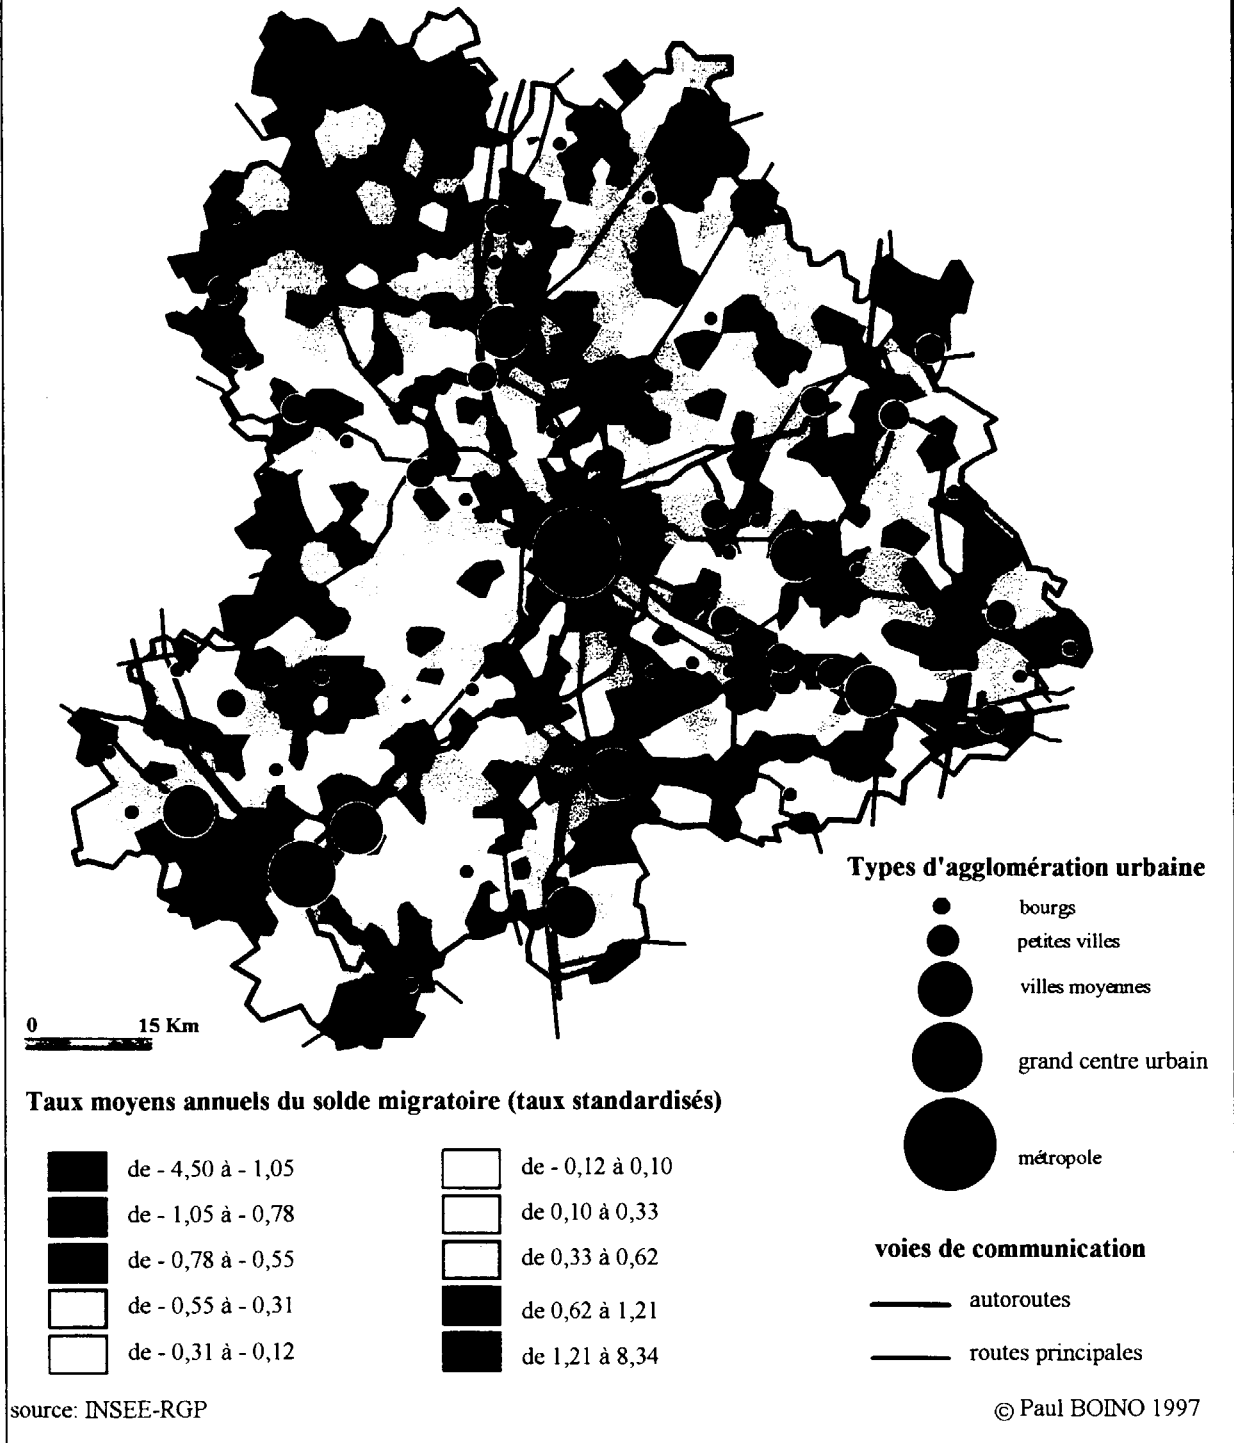 Types d'agglomération urbaine
bourgs
petites villes
villes moyennes
grand centre urbain
métropole
0 15 Km
Taux moyens annuels du solde migratoire (taux standardisés)
de - 4,50 à - 1,05
de - 1,05 à - 0,78
de - 0,78 à - 0,55
de - 0,55 à - 0,31
de - 0,31 à - 0,12
de - 0,12 à 0,10
de 0,10 à 0,33
de 0,33 à 0,62
de 0,62 à 1,21
de 1,21 à 8,34
voies de communication
autoroutes
routes principales
source: INSEE-RGP
© Paul BOINO 1997